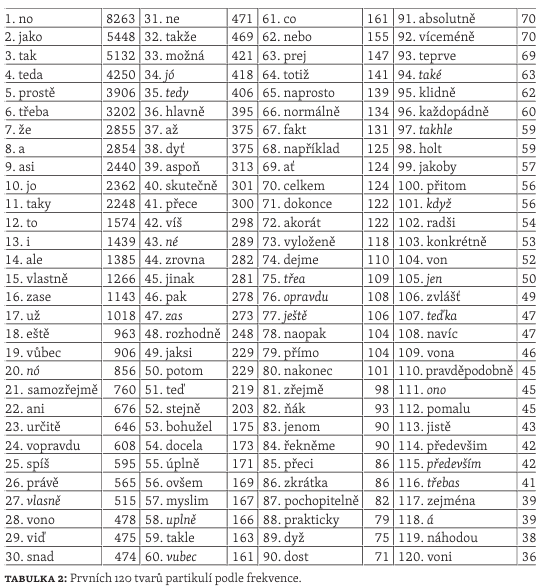 1. no 8263 31. ne 471 61. co 161 91. absolutně 70
2. jako 5448 32. takže 469 62. nebo 155 92. víceméně 70
3. tak 5132 33. možná 421 63. prej 147 93. teprve 69
4. teda 4250 34. jó 418 64. totiž 141 94. také 63
5. prostě 3906 35. tedy 406 65. naprosto 139 95. klidně 62
6. třeba 3202 36. hlavně 395 66. normálně 134 96. každopádně 60
7. že 2855 37. až 375 67. fakt 131 97. takhle 59
8. a 2854 38. dyť 375 68. například 125 98. holt 59
9. asi 2440 39. aspoň 313 69. ať 124 99. jakoby 57
10. jo 2362 40. skutečně 301 70. celkem 124 100. přitom 56
11. taky 2248 41. přece 300 71. dokonce 122 101. když 56
12. to 1574 42. víš 298 72. akorát 122 102. radši 54
13. i 1439 43. né 289 73. vyloženě 118 103. konkrétně 53
14. ale 1385 44. zrovna 282 74. dejme 110 104. von 52
15. vlastně 1266 45. jinak 281 75. třea 109 105. jen 50
16. zase 1143 46. pak 278 76. opravdu 108 106. zvlášť 49
17. už 1018 47. zas 273 77. ještě 106 107. teďka 47
18. eště 963 48. rozhodně 248 78. naopak 104 108. navíc 47
19. vůbec 906 49. jaksi 229 79. přímo 104 109. vona 46
20. nó 856 50. potom 229 80. nakonec 101 110. pravděpodobně 45
21. samozřejmě 760 51. teď 219 81. zřejmě 98 111. ono 45
22. ani 676 52. stejně 203 82. ňák 93 112. pomalu 45
23. určitě 646 53. bohužel 175 83. jenom 90 113. jistě 43
24. vopravdu 608 54. docela 173 84. řekněme 90 114. předevšim 42
25. spíš 595 55. úplně 171 85. přeci 86 115. především 42
26. právě 565 56. ovšem 169 86. zkrátka 86 116. třebas 41
27. vlasně 515 57. myslim 167 87. pochopitelně 82 117. zejména 39
28. vono 478 58. uplně 166 88. prakticky 79 118. á 39
29. viď 475 59. takle 163 89. dyž 75 119. náhodou 38
30. snad 474 60. vubec 161 90. dost 71 120. voni 36
TABULKA 2: Prvních 120 tvarů partikulí podle frekvence.